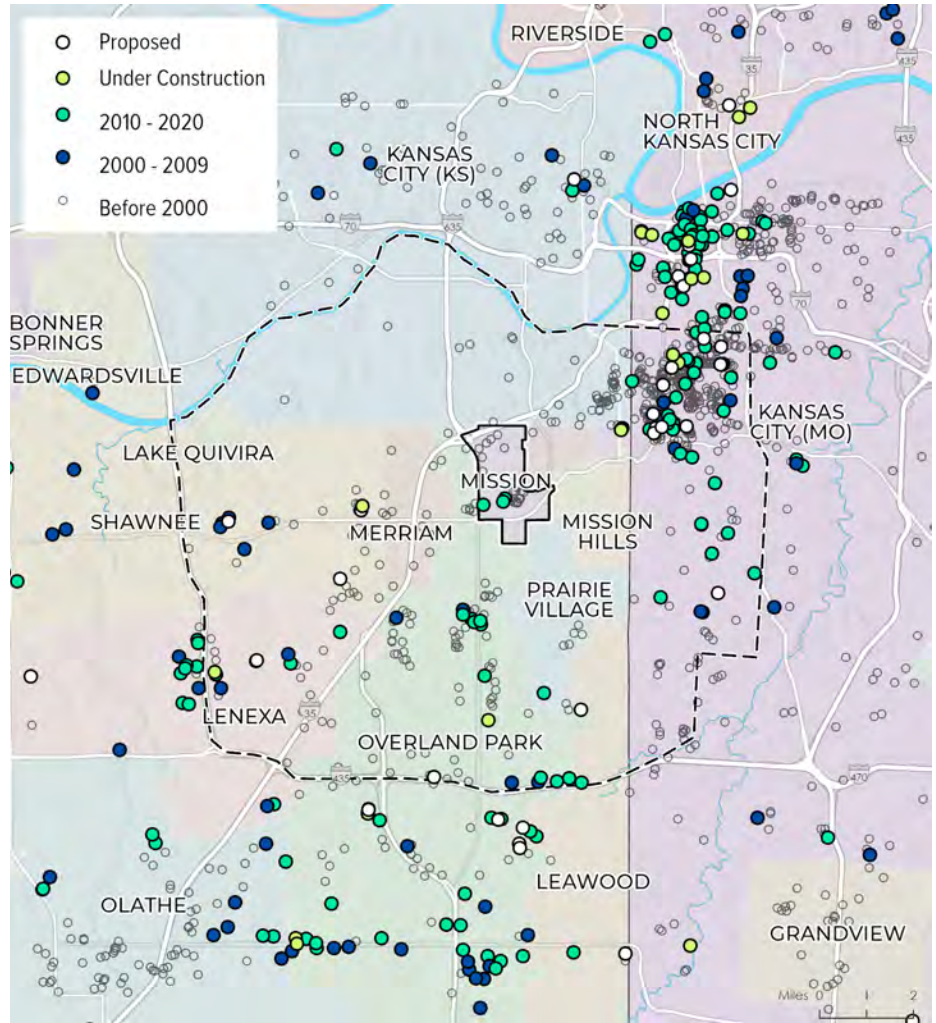 Proposed
Under Construction
2010 - 2020
2000 - 2009
Before 2000
RIVERSIDE
35
435
NORTH
KANSAS CITY
435
KANSAS
CITY (KS)
70
635
70
BONNER
SPRINGS
EDWARDSVILLE
KANSAS
CITY (MO)
LAKE QUIVIRA
MISSION
SHAWNEE
MERRIAM
MISSION
HILLS
PRAIRIE
VILLAGE
LENEXA
35
OVERLAND PARK
435
470
LEAWOOD
OLATHE
GRANDVIEW
Miles 0 1 2